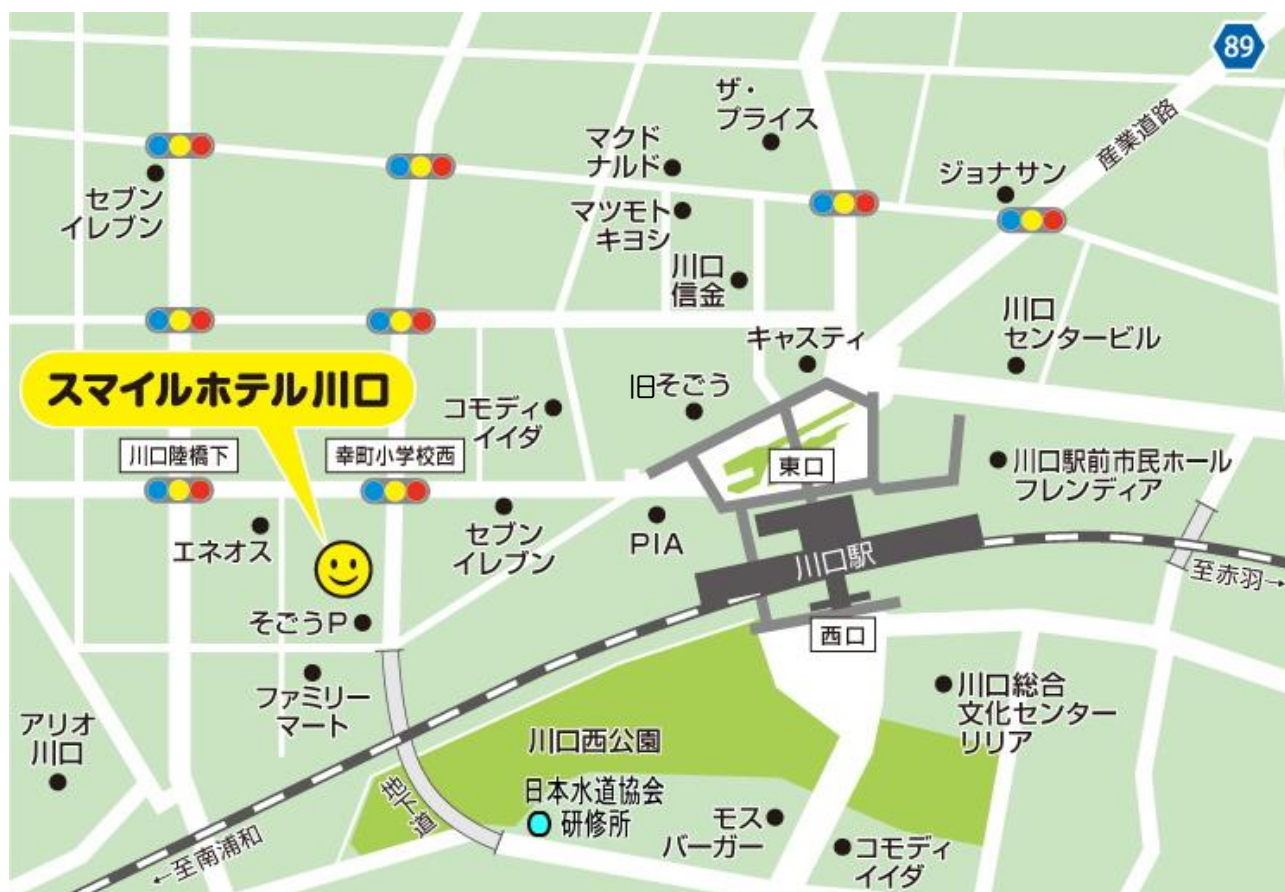 89
産業道路
ザ・
プライス
マクド
ナルド
ジョナサン
セブン
イレブン
マツモト
キヨシ
川口
信金
川口
センタービル
キャスティ
スマイルホテル川口
旧そごう
コモディ
イイダ
川口陸橋下
幸町小学校西
東口
川口駅前市民ホール
フレンディア
エネオス
セブン
イレブン
PIA
川口駅
至赤羽→
そごうP
西口
ファミリー
マート
川口総合
文化センター
リリア
アリオ
川口
川口西公園
日本水道協会
研修所
地下道
モス
バーガー
コモディ
イイダ
←至南浦和